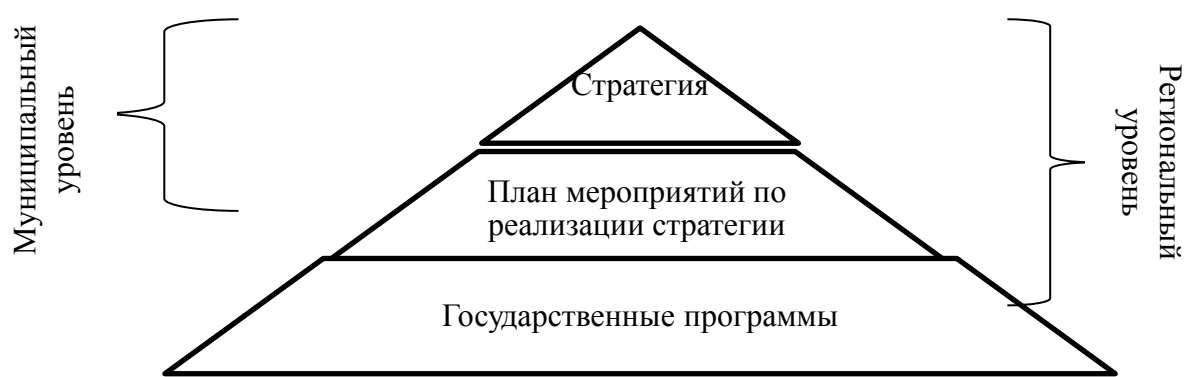 Муниципальный
уровень
Стратегия
План мероприятий по
реализации стратегии
Государственные программы
Региональный
уровень